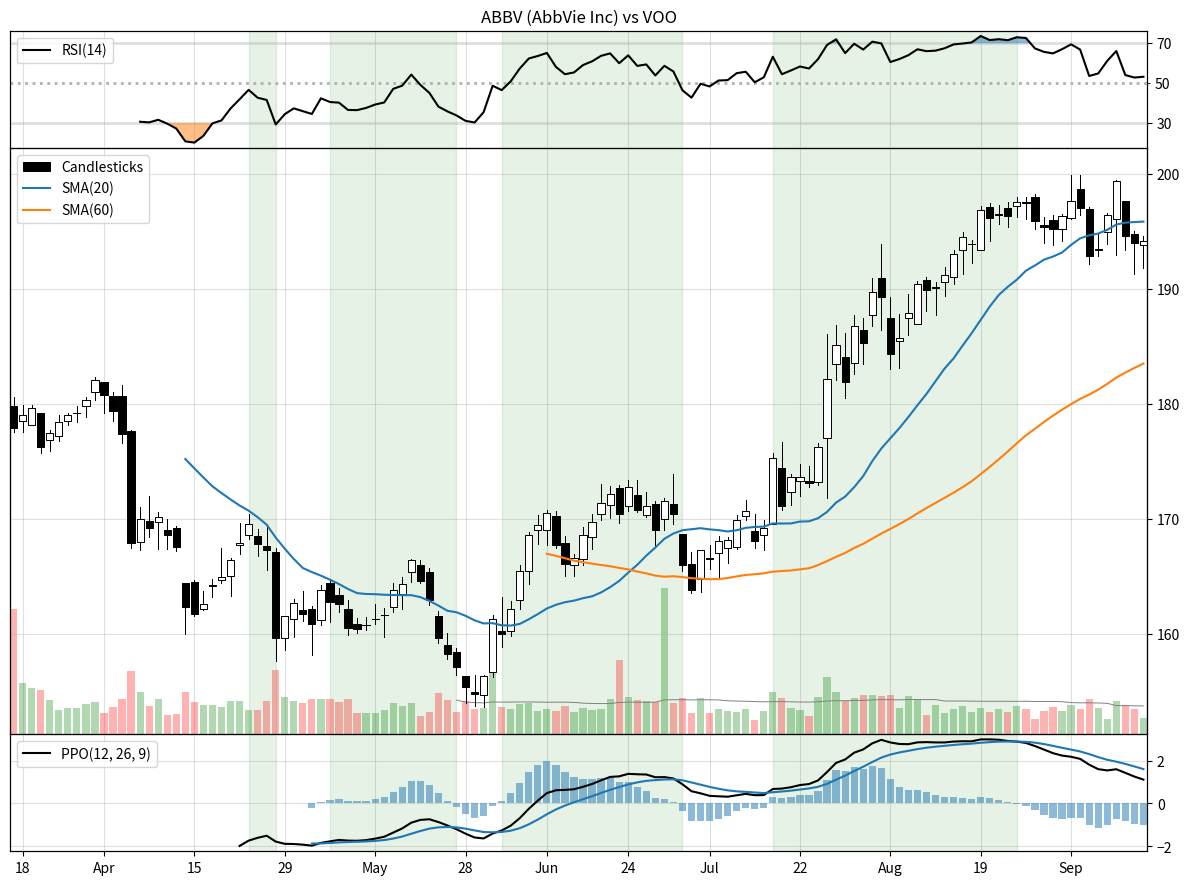 ABBV (AbbVie Inc) vs VOO
RSI(14)
70
50
30
Candlesticks
SMA(20)
SMA(60)
200
190
180
170
160
PPO(12, 26, 9)
2
0
−2
18 Apr 15 29 May 28 Jun 24 Jul 22 Aug 19 Sep